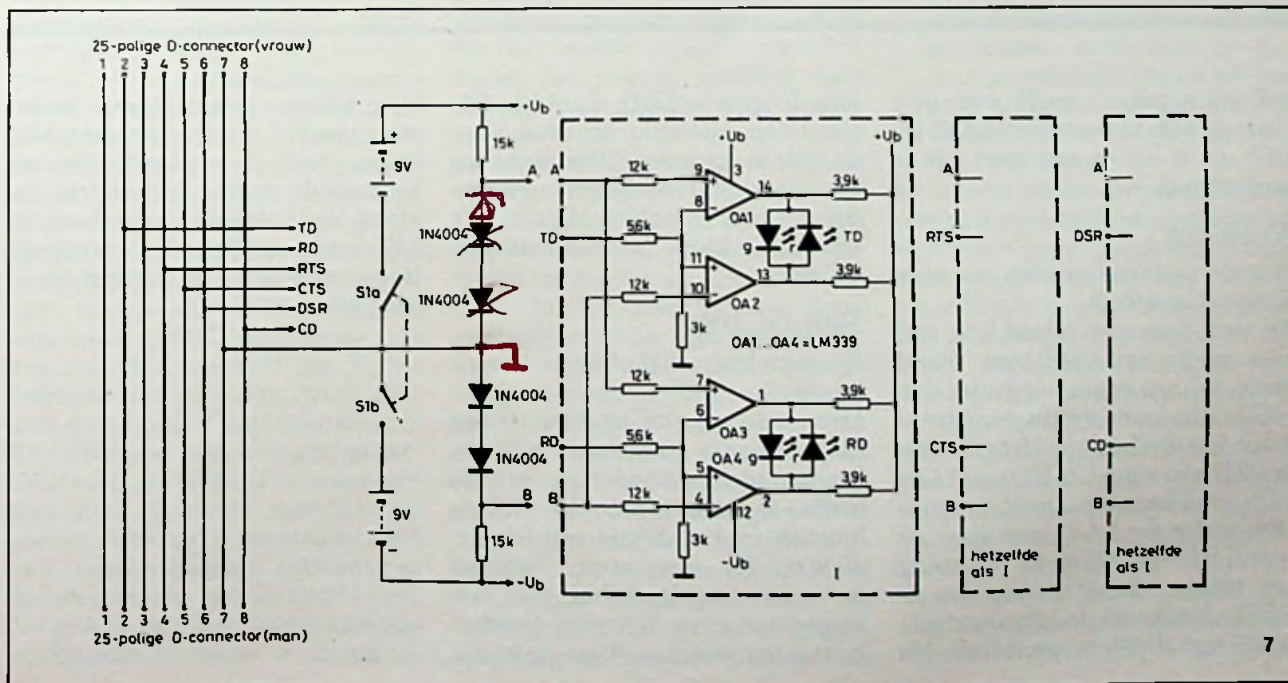 25-polige D-connector(vrouw)
1 2 3 4 5 6 7 8
TD
RD
RTS
CTS
DSR
CD
1 2 3 4 5 6 7 8
25-polige D-connector(man)
+
9V
S1a
S1b
9V
-
+Ub
15k
A
1N4004
1N4004
1N4004
1N4004
B
15k
-Ub
A
TD
RD
B
12k
5,6k
12k
3k
12k
5,6k
12k
3k
+Ub
3
9
8
14
OA1
11
10
13
OA2
OA1...OA4=LM339
7
6
1
OA3
OA4
5
4
2
12
-Ub
+Ub
3,9k
g
r
TD
3,9k
3,9k
g
r
RD
3,9k
I
A
RTS
CTS
B
hetzelfde
als I
A
DSR
CD
B
hetzelfde
als I
7